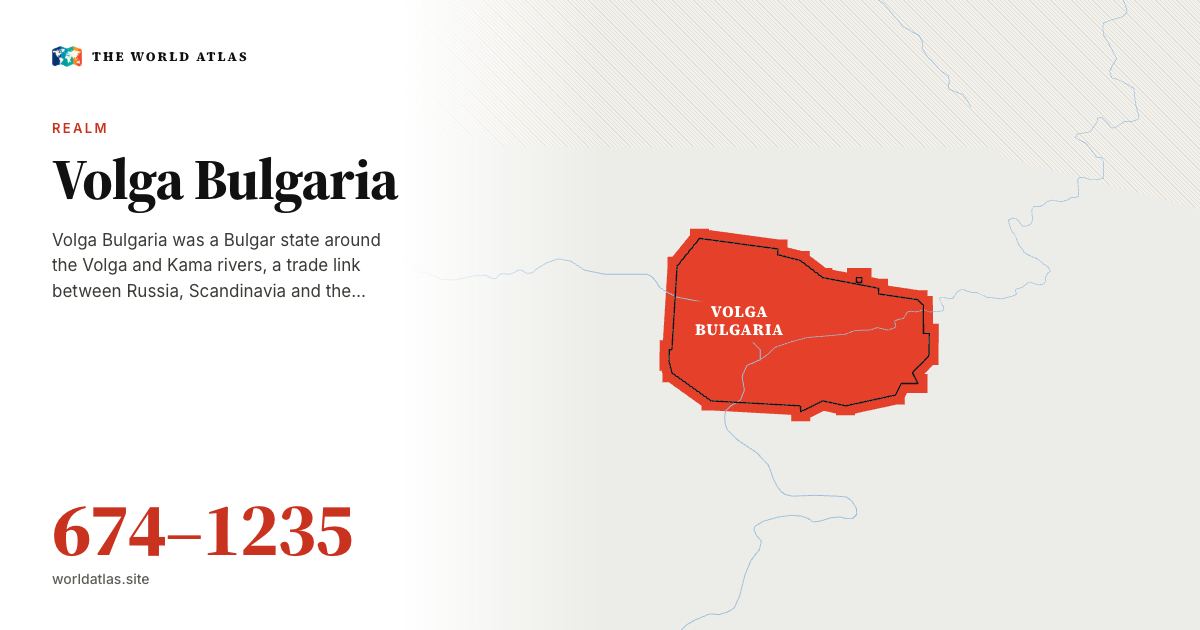 THE WORLD ATLAS
REALM
Volga Bulgaria
Volga Bulgaria was a Bulgar state around
the Volga and Kama rivers, a trade link
between Russia, Scandinavia and the...
674–1235
worldatlas.site
VOLGA
BULGARIA